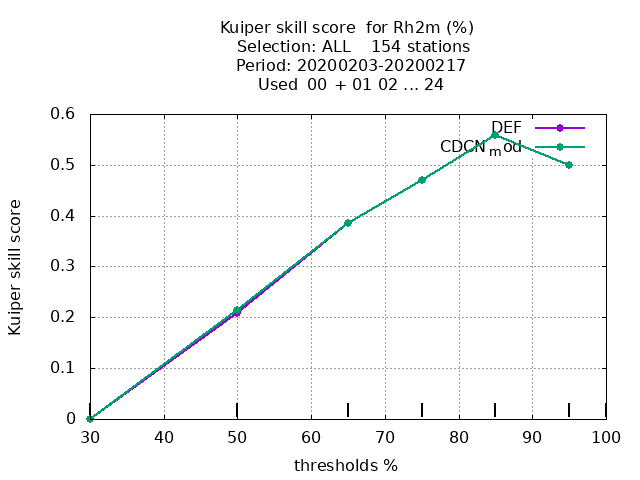 Kuiper skill score  for Rh2m (%)
Selection: ALL    154 stations
Period: 20200203-20200217
Used  00  + 01 02 ... 24
DEF
CDCN_mod
0.6
0.5
0.4
0.3
0.2
0.1
0
Kuiper skill score
30 40 50 60 70 80 90 100
thresholds %